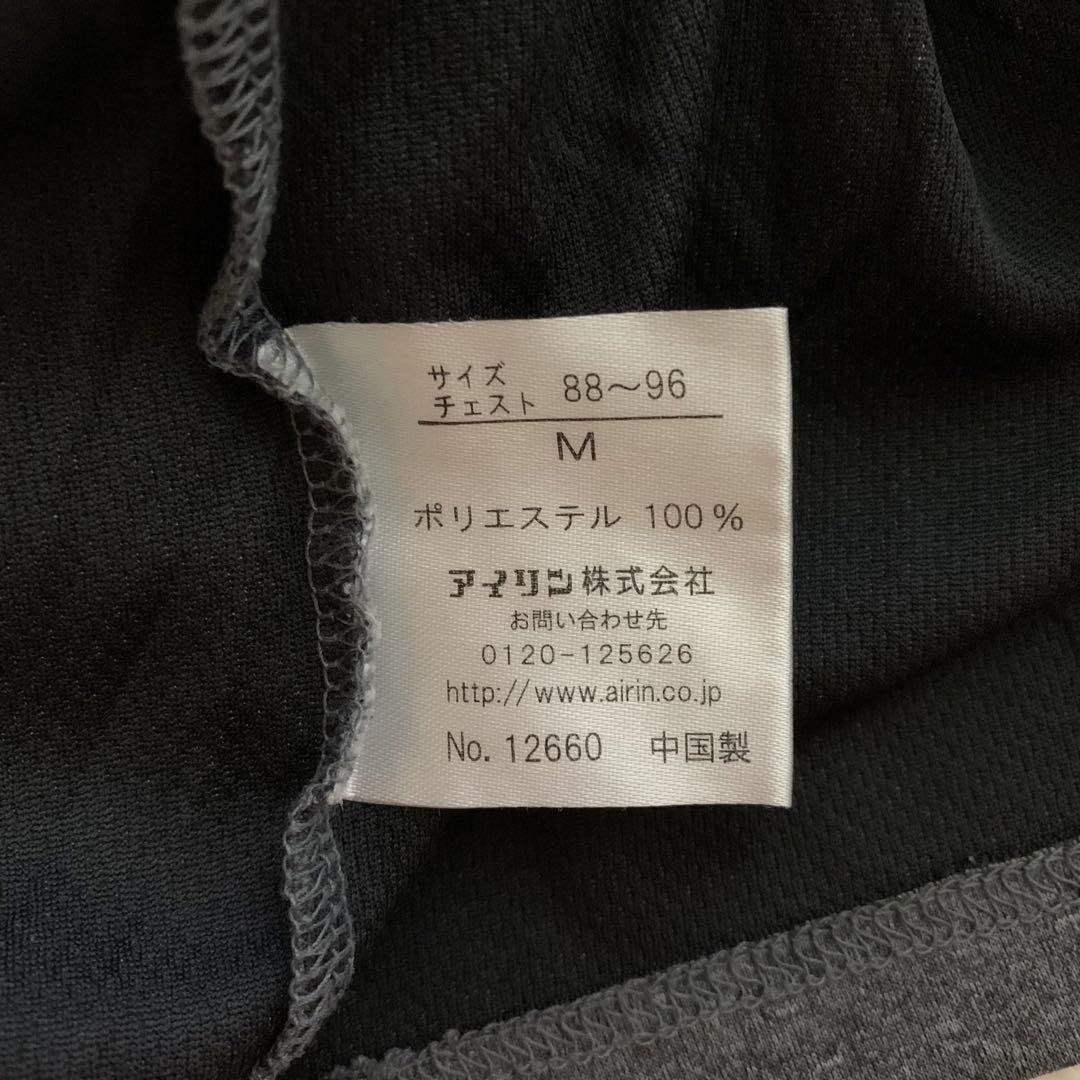 サイズ
チェスト 88～96
M
ポリエステル 100%
アイリン株式会社
お問い合わせ先
0120-125626
http://www.airin.co.jp
No. 12660 中国製